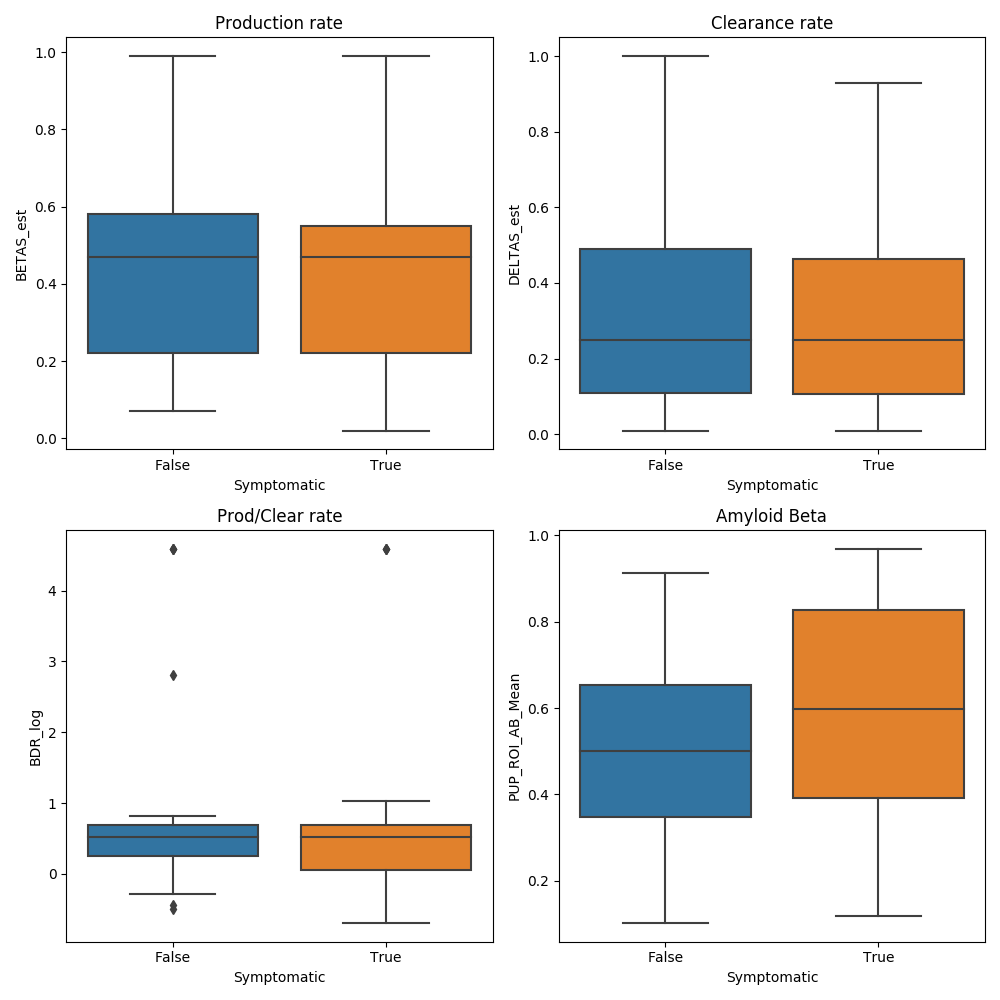 Production rate
BETAS_est
1.0
0.8
0.6
0.4
0.2
0.0
False
True
Symptomatic
Clearance rate
DELTAS_est
1.0
0.8
0.6
0.4
0.2
0.0
False
True
Symptomatic
Prod/Clear rate
BDR_log
4
3
2
1
0
False
True
Symptomatic
Amyloid Beta
PUP_ROI_AB_Mean
1.0
0.8
0.6
0.4
0.2
False
True
Symptomatic